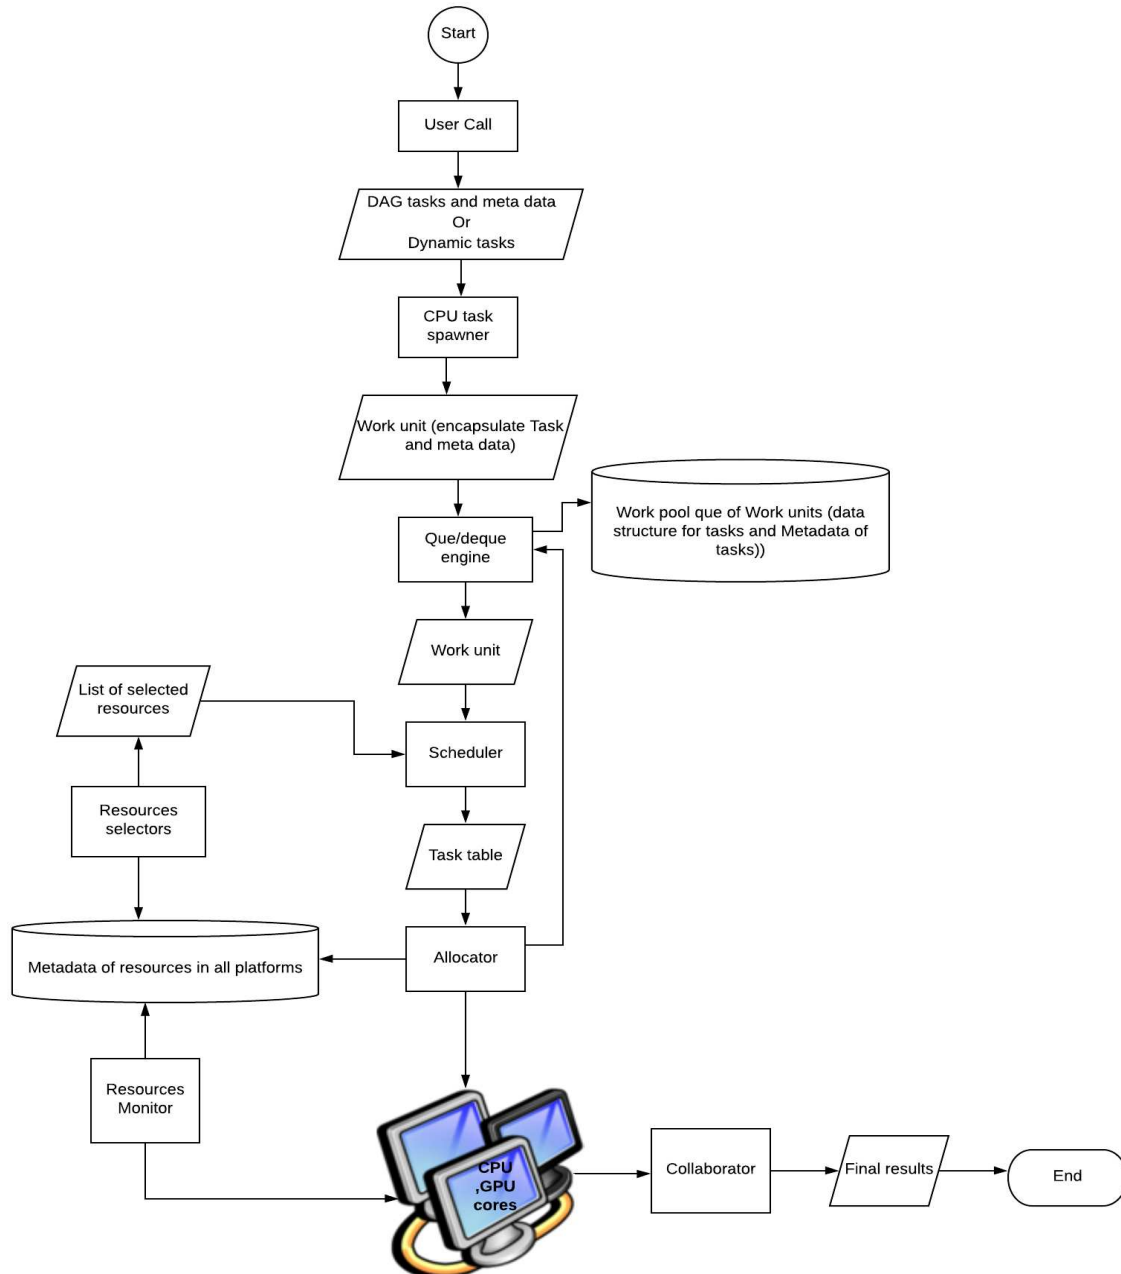 Start
User Call
DAG tasks and meta data
Or
Dynamic tasks
CPU task
spawner
Work unit (encapsulate Task
and meta data)
Que/deque
engine
Work pool que of Work units (data
structure for tasks and Metadata of
tasks))
Work unit
List of selected
resources
Scheduler
Resources
selectors
Task table
Metadata of resources in all platforms
Allocator
Resources
Monitor
CPU
,GPU
cores
Collaborator
Final results
End